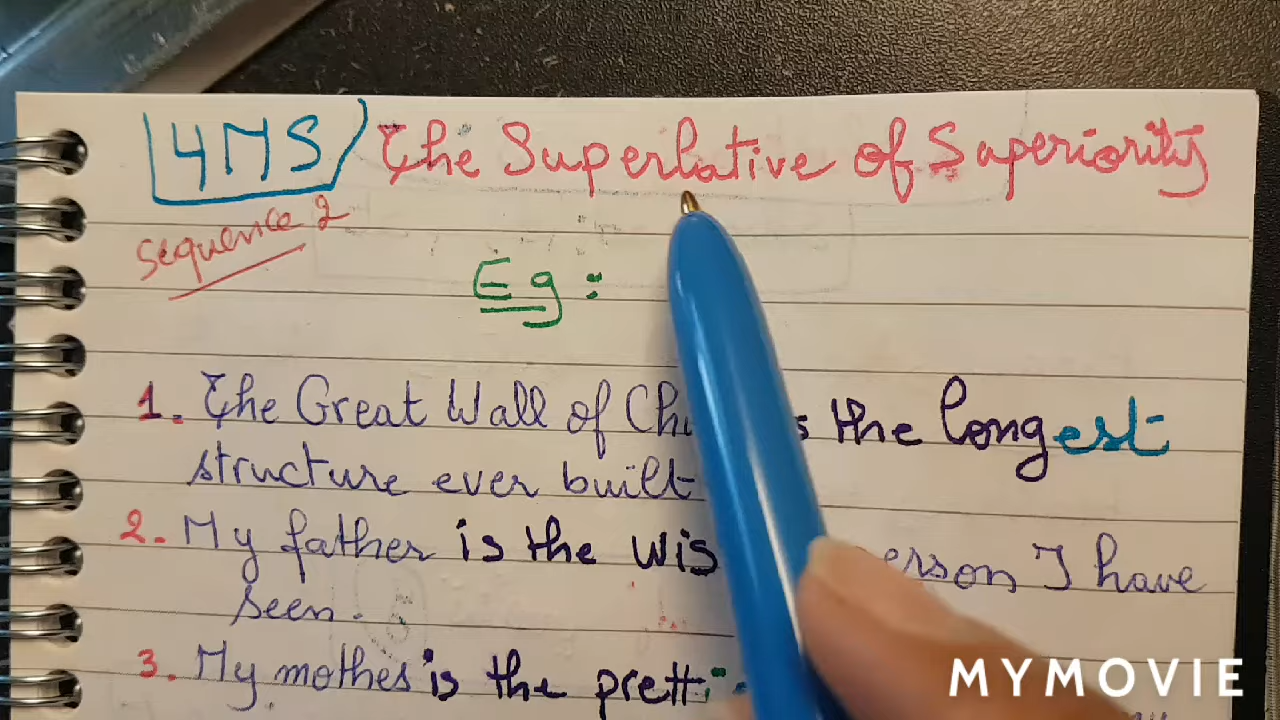 4MS The Superlative of Superiority
Sequence 2
Eg:
1. The Great Wall of Ch s the longest
structure ever built
2. My father is the wis erson I have
seen.
3. My mother is the pretti
MYMOVIE